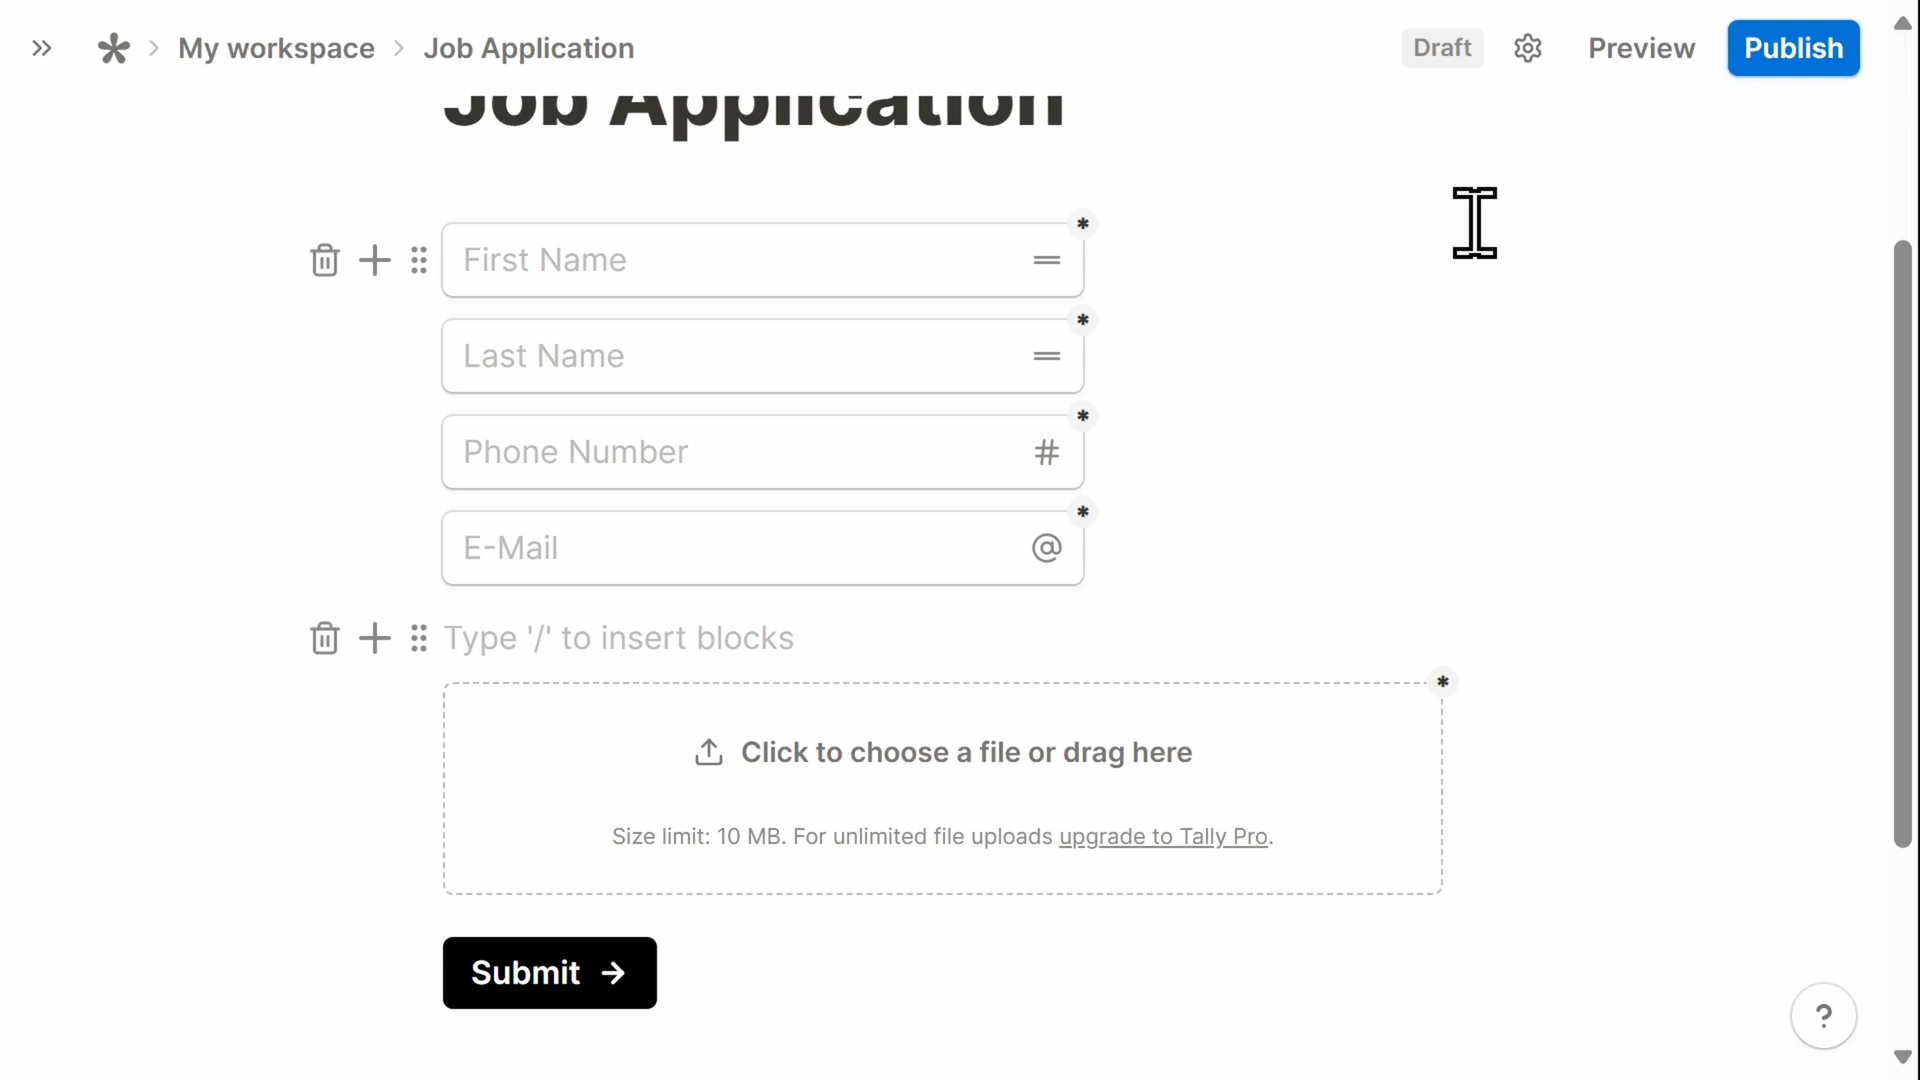 My workspace > Job Application
Draft
Preview
Publish
Job Application
First Name
*
Last Name
*
Phone Number
#
*
E-Mail
@
*
Type '/' to insert blocks
*
Click to choose a file or drag here
Size limit: 10 MB. For unlimited file uploads upgrade to Tally Pro.
Submit →
?